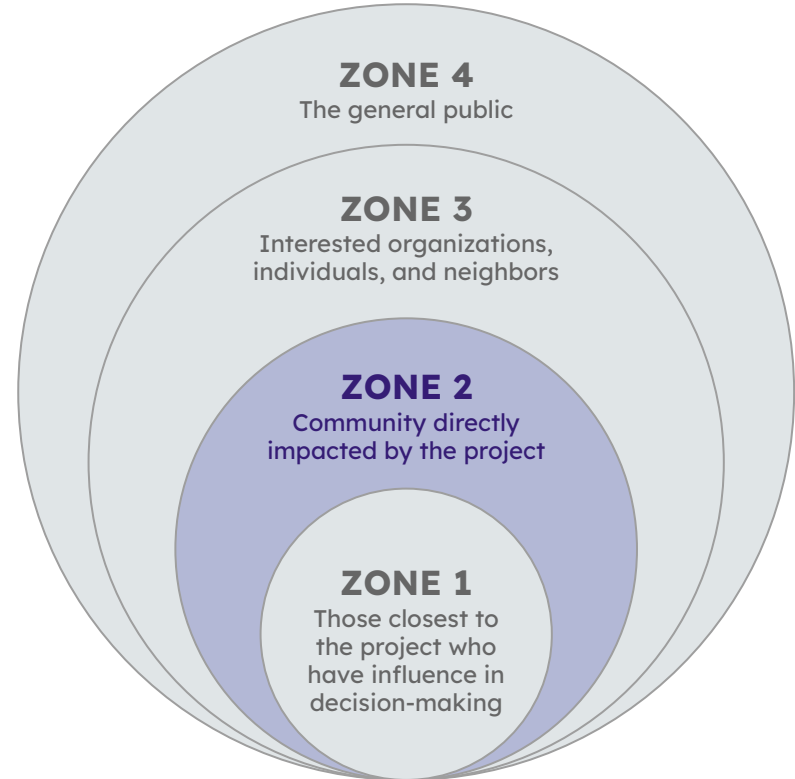 ZONE 4
The general public
ZONE 3
Interested organizations,
individuals, and neighbors
ZONE 2
Community directly
impacted by the project
ZONE 1
Those closest to
the project who
have influence in
decision-making